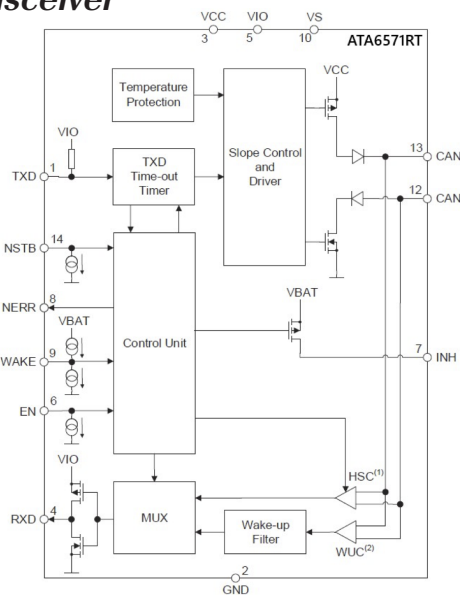 VCC VIO VS
3 5 10
ATA6571RT
VCC
Temperature
Protection
Slope Control
and
Driver
VIO
TXD
Time-out
Timer
TXD 1
13 CAN
12 CAN
NSTB 14
NERR 8
VBAT
WAKE 9
Control Unit
VBAT
7 INH
EN 6
VIO
HSC(1)
RXD 4
MUX
Wake-up
Filter
WUC(2)
2
GND